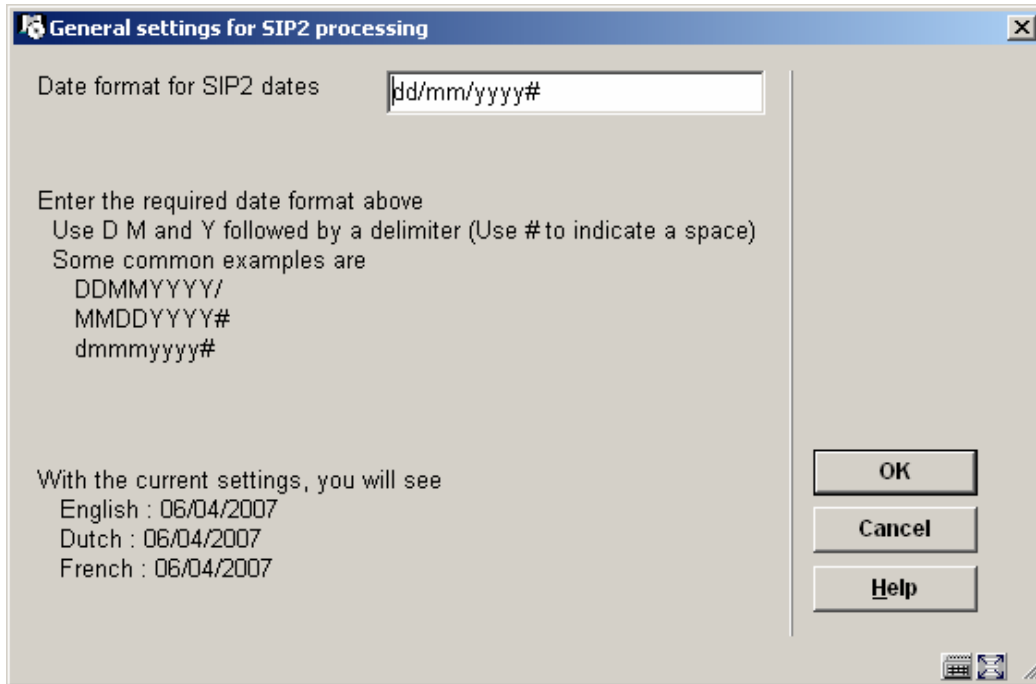 General settings for SIP2 processing
Date format for SIP2 dates
dd/mm/yyyy#
Enter the required date format above
Use D M and Y followed by a delimiter (Use # to indicate a space)
Some common examples are
DDMMYYYY/
MMDDYYYY#
dmmmyyyy#
With the current settings, you will see
English : 06/04/2007
Dutch : 06/04/2007
French : 06/04/2007
OK
Cancel
Help